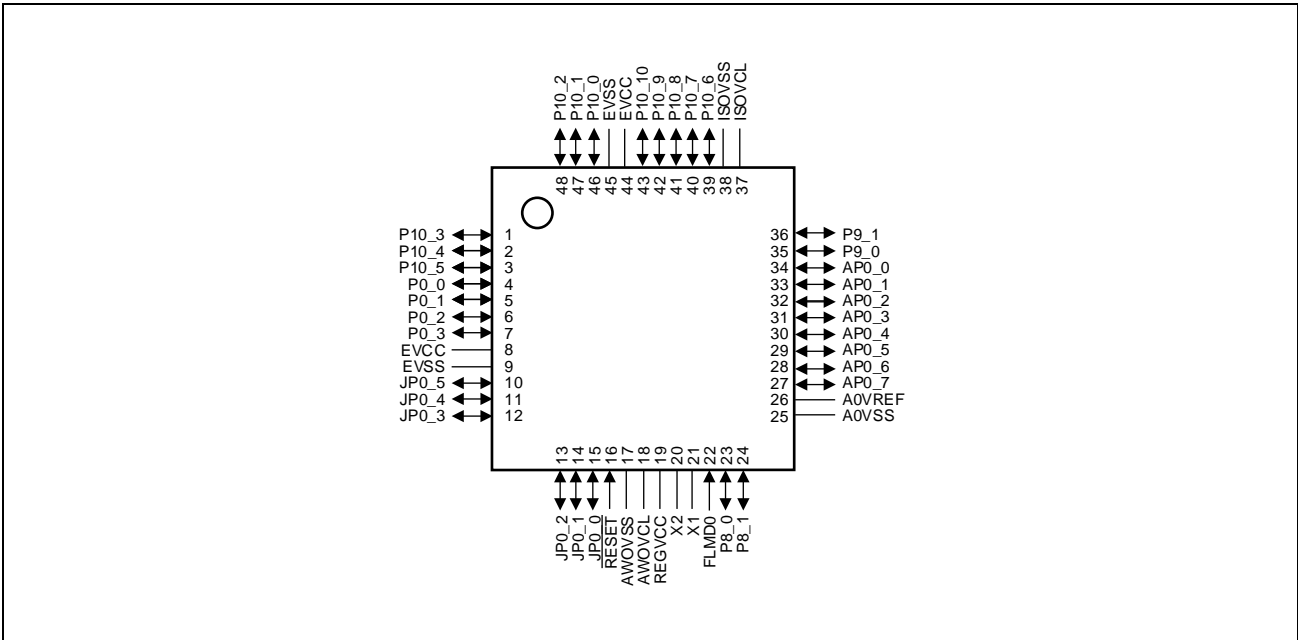 P10_2
P10_1
P10_0
EVSS
EVCC
P10_10
P10_9
P10_8
P10_7
P10_6
ISOVSS
ISOVCL
48
47
46
45
44
43
42
41
40
39
38
37
P10_3 1
P10_4 2
P10_5 3
P0_0 4
P0_1 5
P0_2 6
P0_3 7
EVCC 8
EVSS 9
JP0_5 10
JP0_4 11
JP0_3 12
36 P9_1
35 P9_0
34 AP0_0
33 AP0_1
32 AP0_2
31 AP0_3
30 AP0_4
29 AP0_5
28 AP0_6
27 AP0_7
26 A0VREF
25 A0VSS
13
14
15
16
17
18
19
20
21
22
23
24
JP0_2
JP0_1
JP0_0
RESET
AWOVSS
AWOVCL
REGVCC
X2
X1
FLMD0
P8_0
P8_1